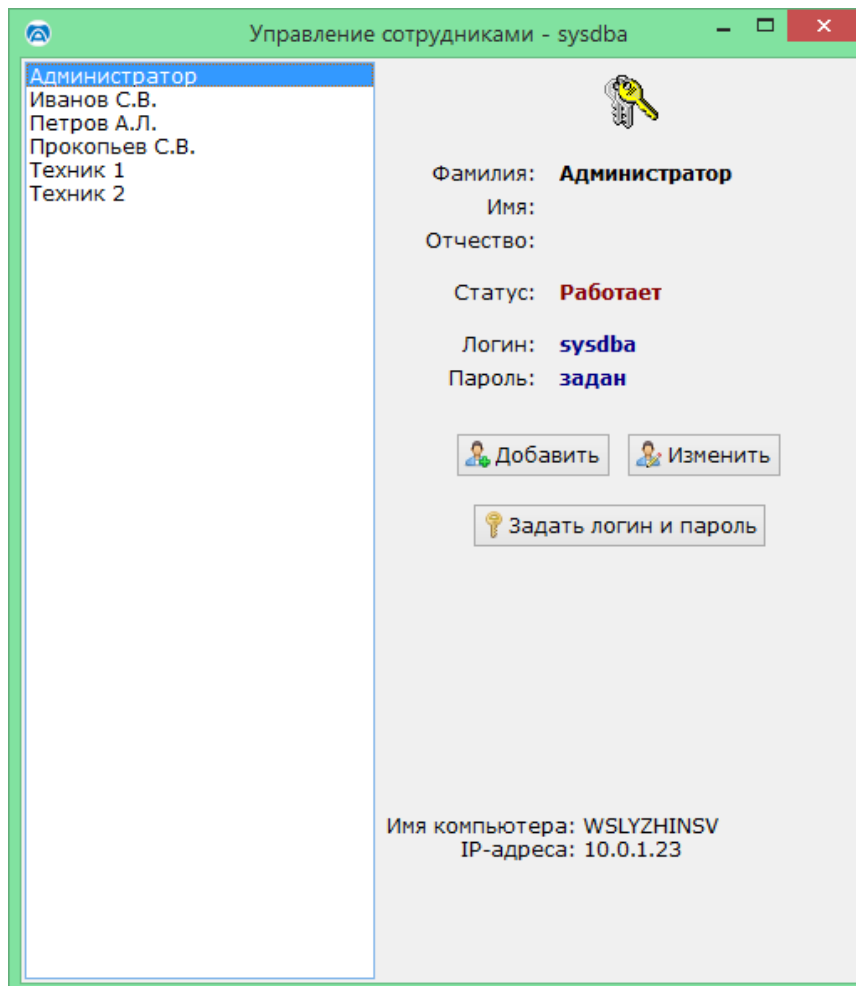 Управление сотрудниками - sysdba
Администратор
Иванов С.В.
Петров А.Л.
Прокопьев С.В.
Техник 1
Техник 2
Фамилия: Администратор
Имя:
Отчество:
Статус: Работает
Логин: sysdba
Пароль: задан
Добавить Изменить
Задать логин и пароль
Имя компьютера: WSLYZHINSV
IP-адреса: 10.0.1.23